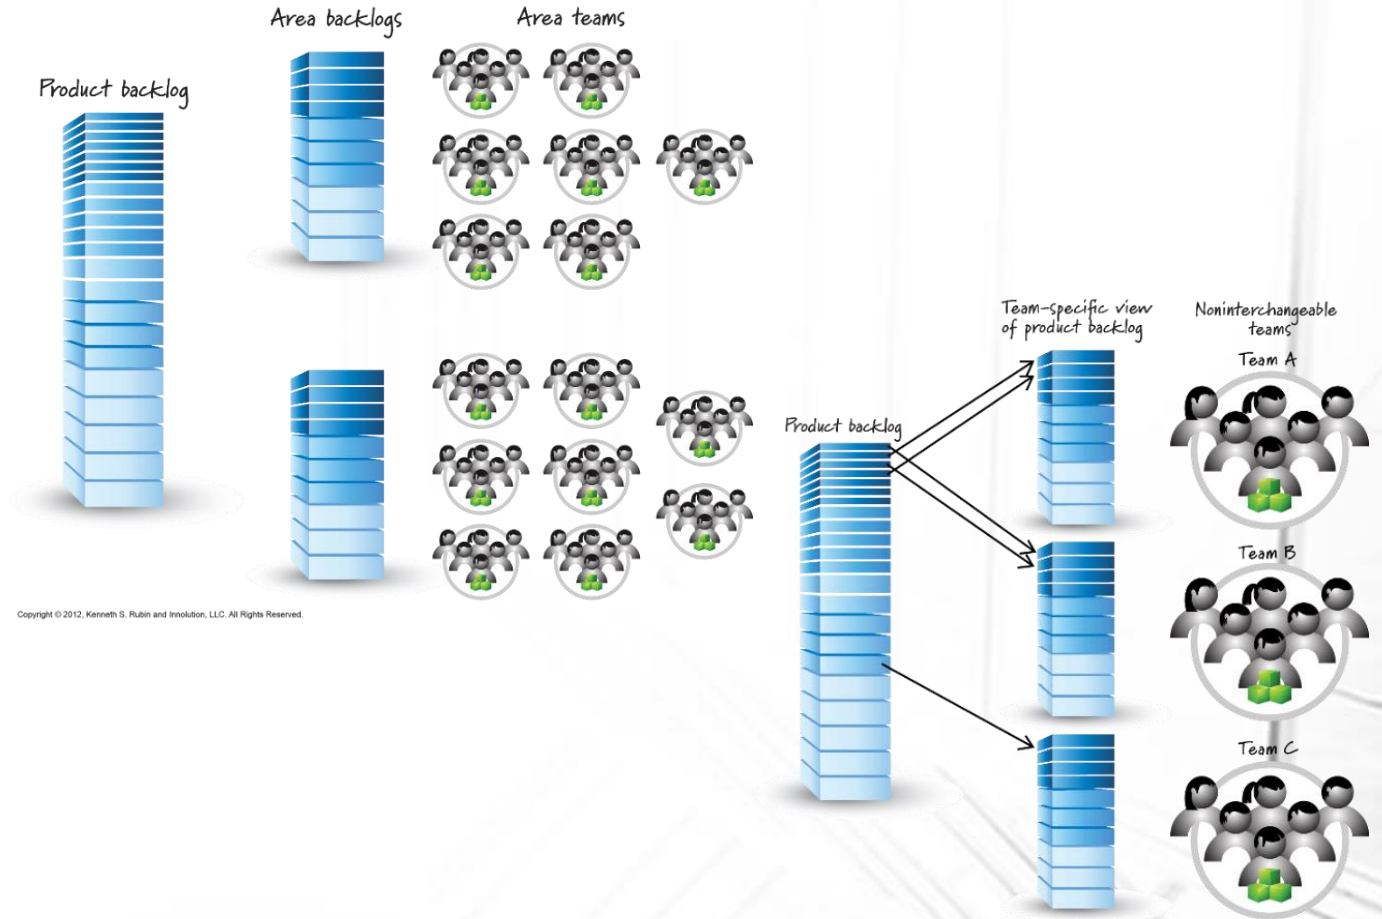 Area backlogs
Area teams
Product backlog
Copyright © 2012, Kenneth S. Rubin and Innolution, LLC. All Rights Reserved.
Product backlog
Team-specific view
of product backlog
Noninterchangeable
teams
Team A
Team B
Team C